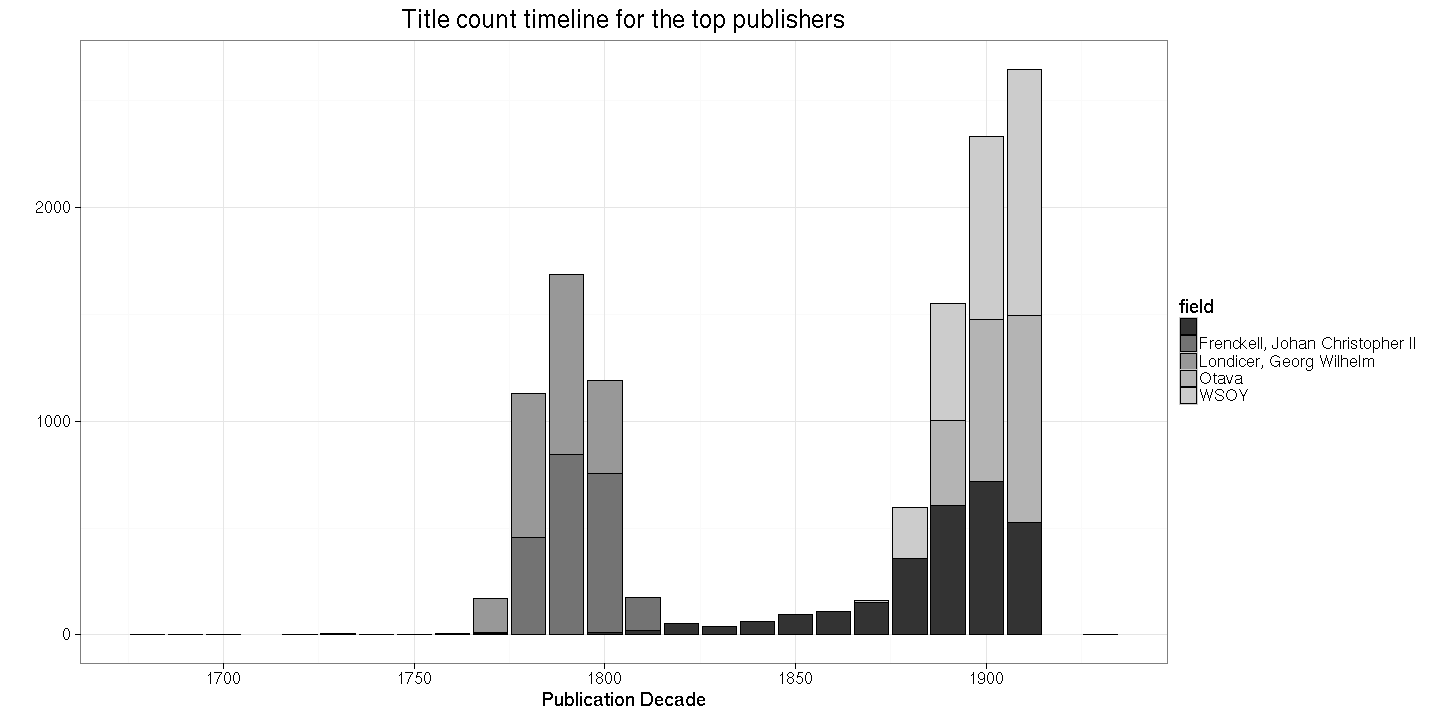 Title count timeline for the top publishers
2000
1000
0
1700 1750 1800 1850 1900
Publication Decade
field
Frenckell, Johan Christopher II
Londicer, Georg Wilhelm
Otava
WSOY